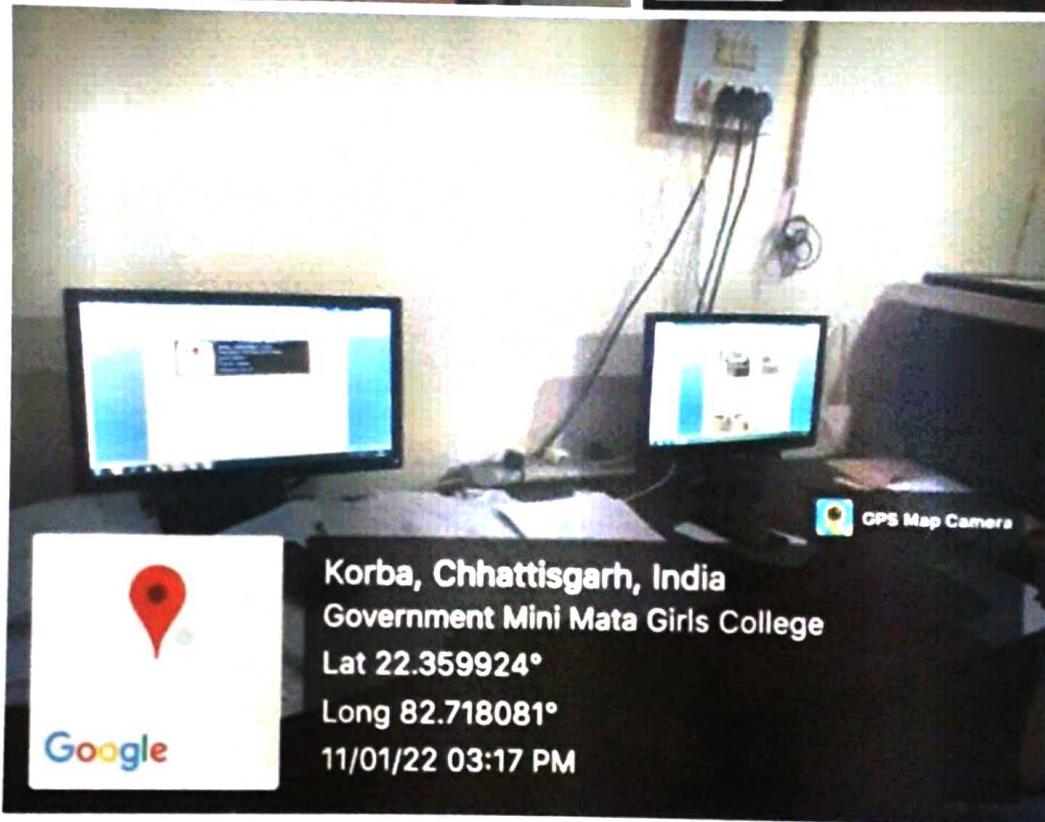 GPS Map Camera
Korba, Chhattisgarh, India
Government Mini Mata Girls College
Lat 22.359924°
Long 82.718081°
11/01/22 03:17 PM
Google